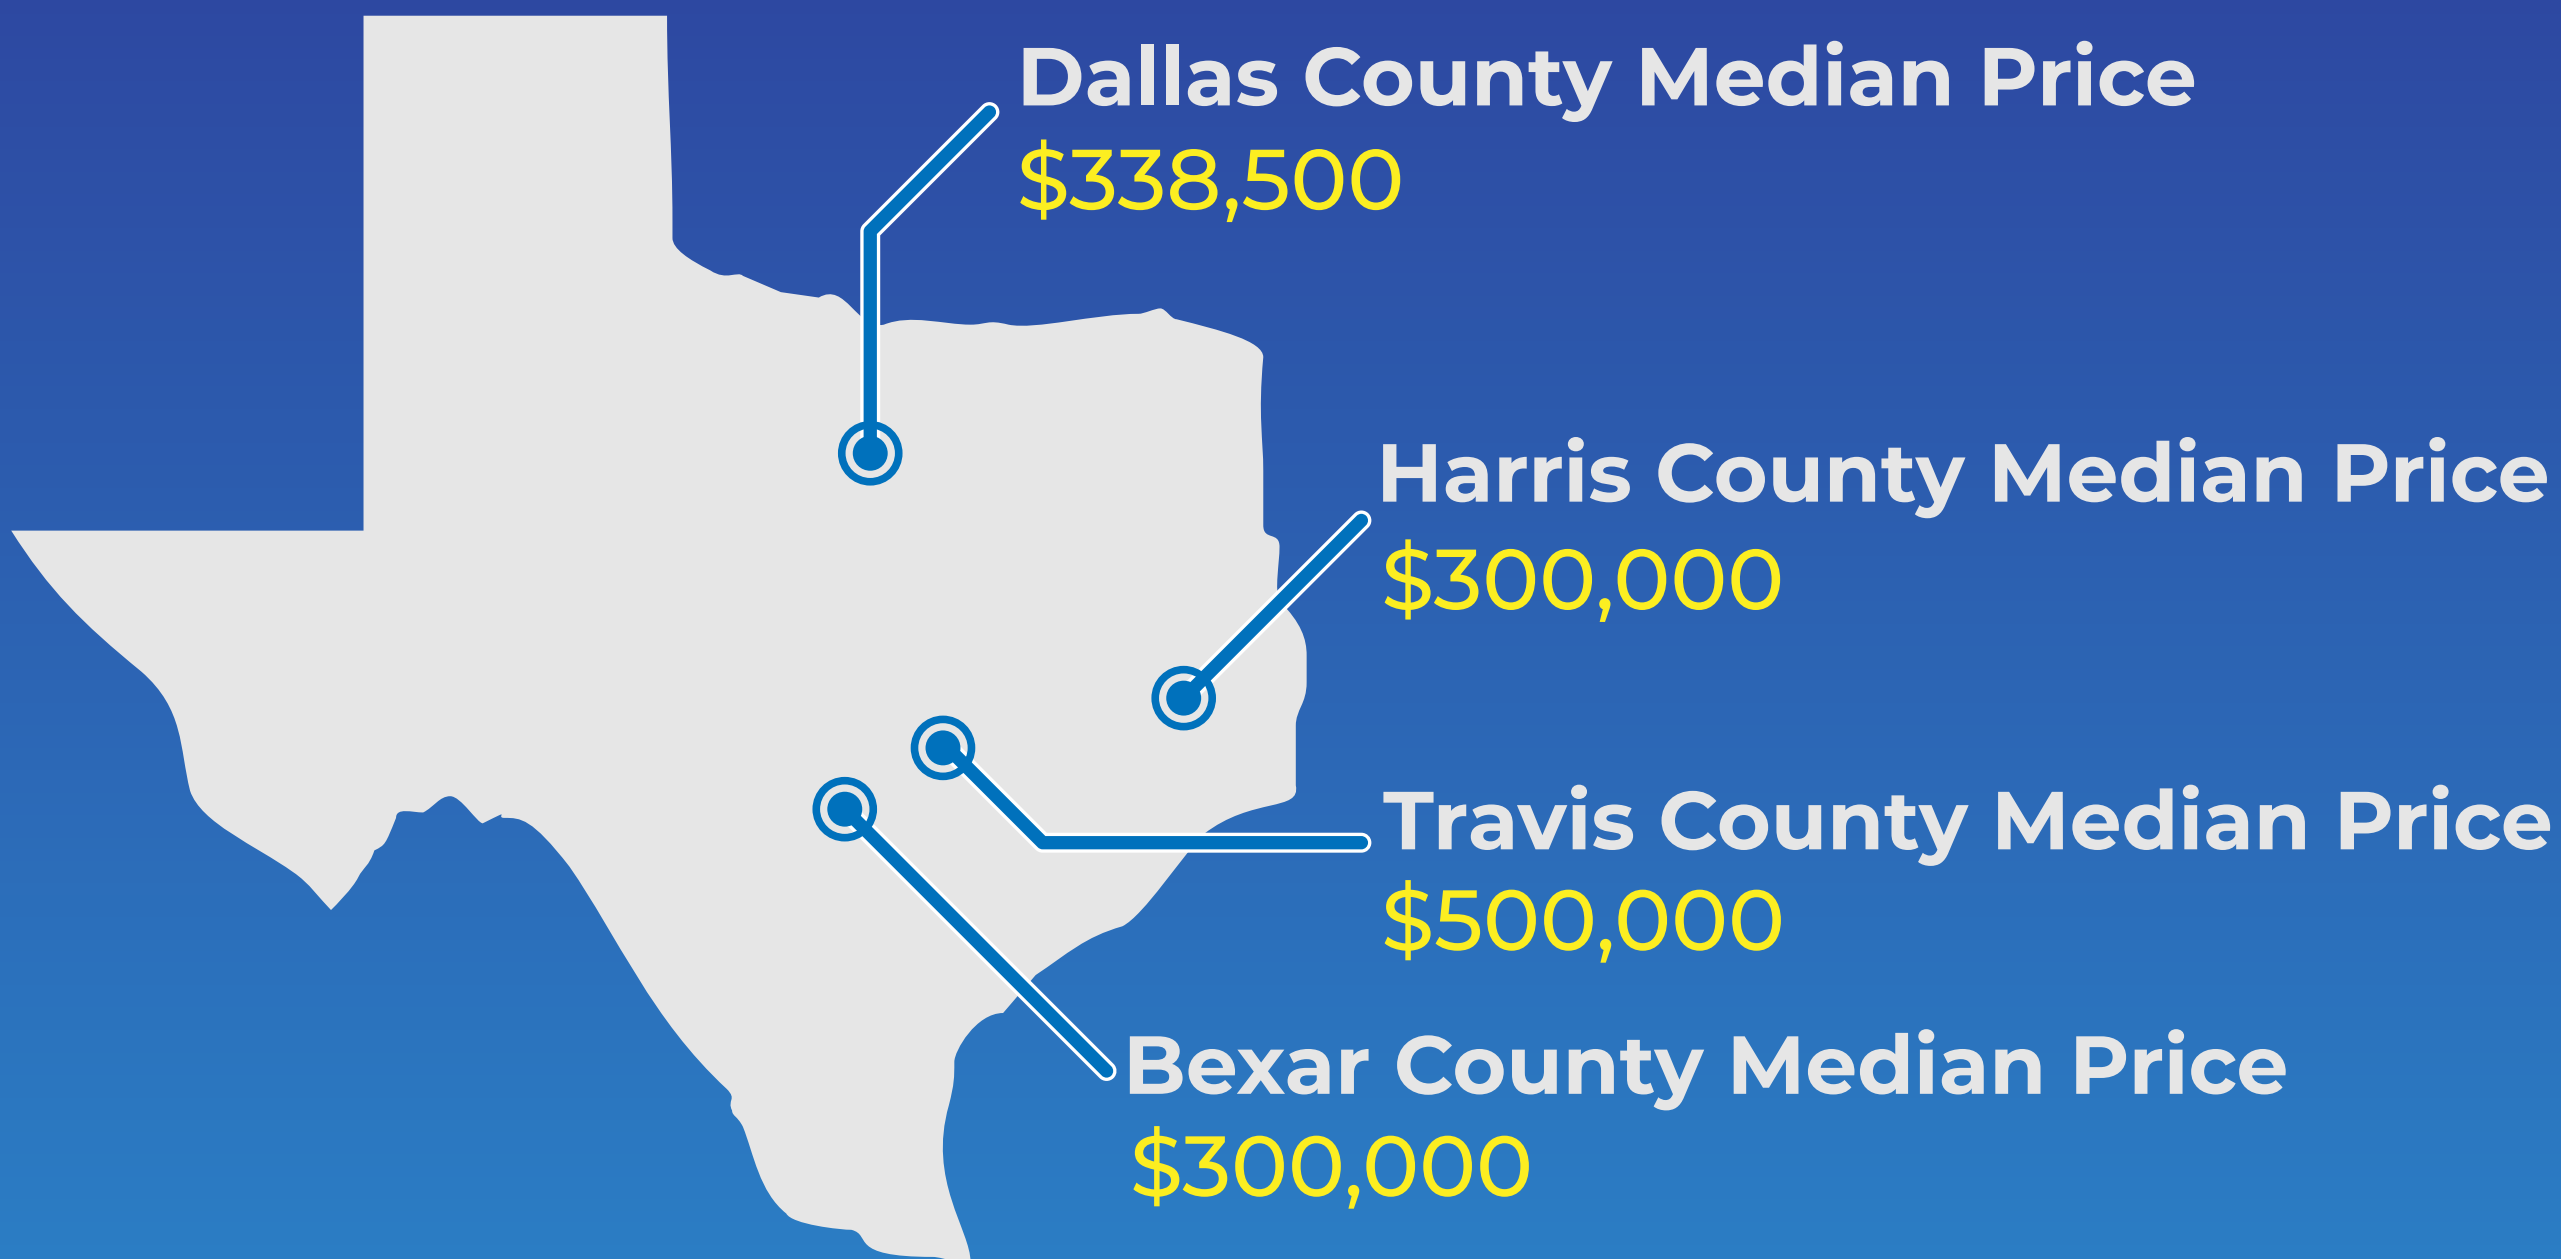 Dallas County Median Price
$338,500
Harris County Median Price
$300,000
Travis County Median Price
$500,000
Bexar County Median Price
$300,000